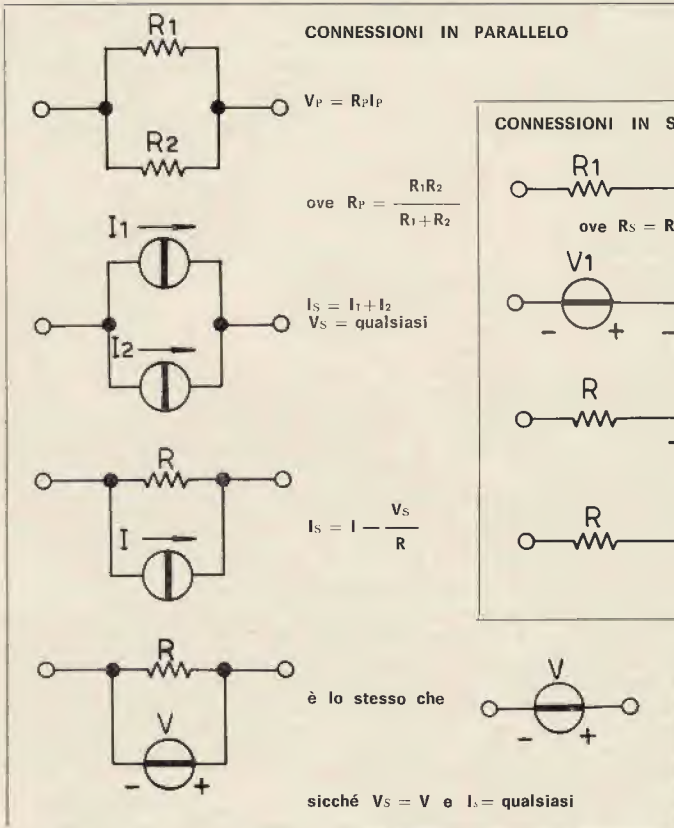 CONNESSIONI IN PARALLELO
R1
R2
VP = RPIP
ove RP = R1R2 / R1+R2
I1
I2
IS = I1+I2
VS = qualsiasi
R
I
IS = I — VS / R
R
V
- +
è lo stesso che
V
- +
sicché VS = V e Is = qualsiasi
CONNESSIONI IN S
R1
ove RS = R
V1
- + -
R
-
R